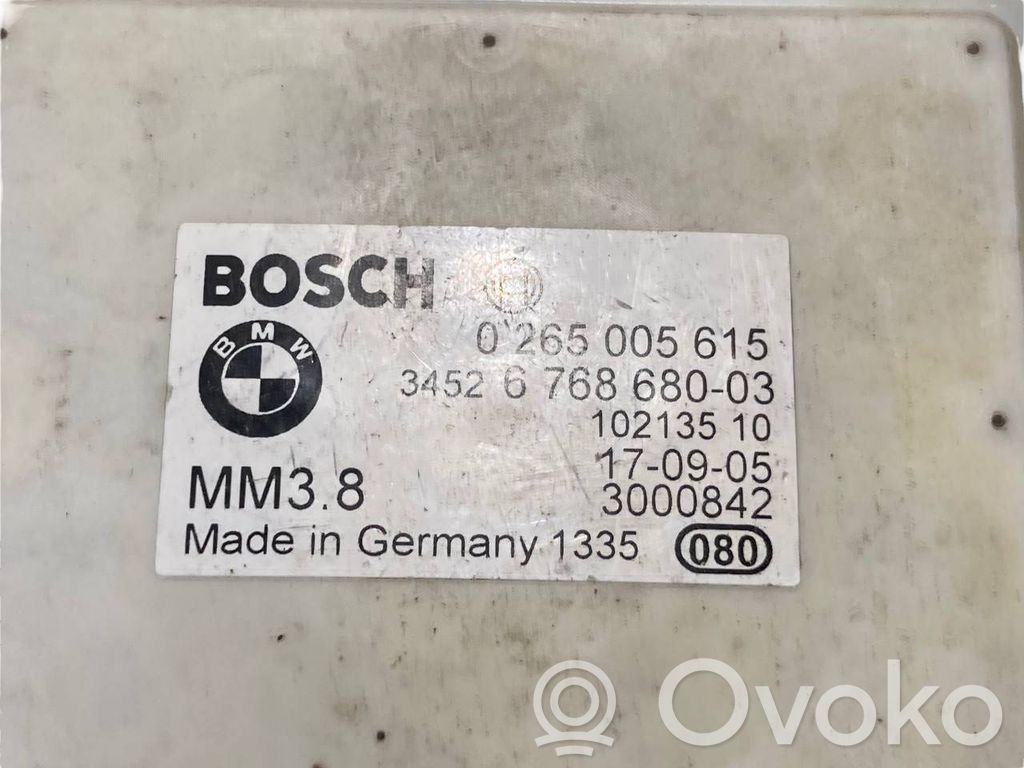 BOSCH
BMW
0 265 005 615
3452 6 768 680-03
102135 10
17-09-05
3000842
MM3.8
Made in Germany 1335 080
Ovoko